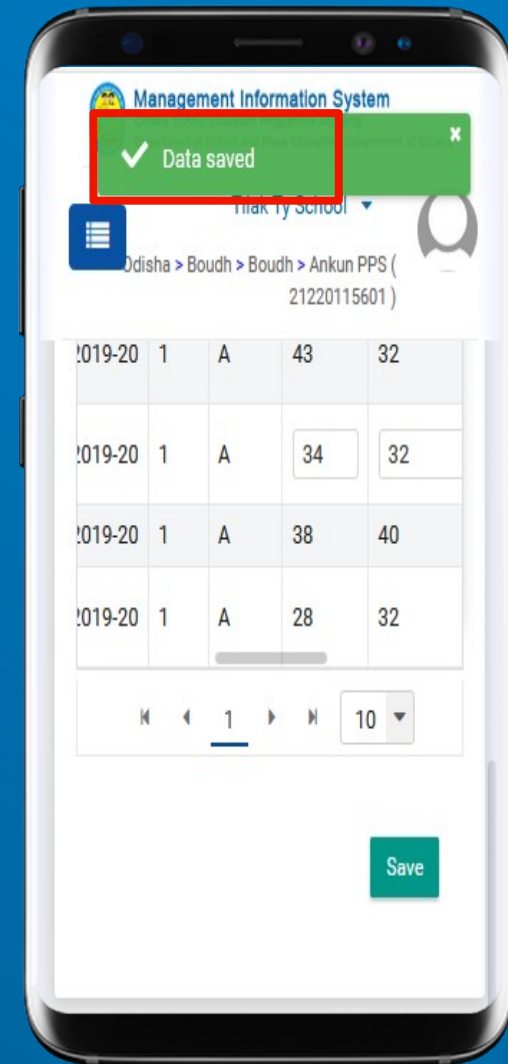 Management Information System
Data saved
Tilak Ty School
Odisha > Boudh > Boudh > Ankun PPS (
21220115601 )
2019-20 1 A 43 32
2019-20 1 A 34 32
2019-20 1 A 38 40
2019-20 1 A 28 32
1 10
Save